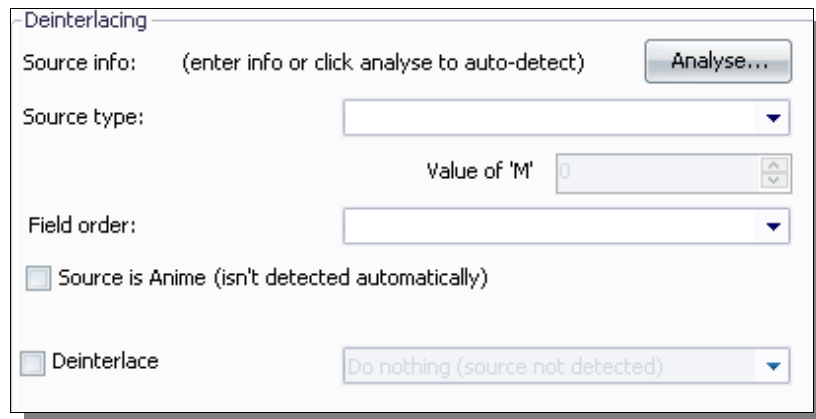 Deinterlacing
Source info: (enter info or click analyse to auto-detect) Analyse...
Source type:
Value of 'M' 0
Field order:
Source is Anime (isn't detected automatically)
Deinterlace Do nothing (source not detected)